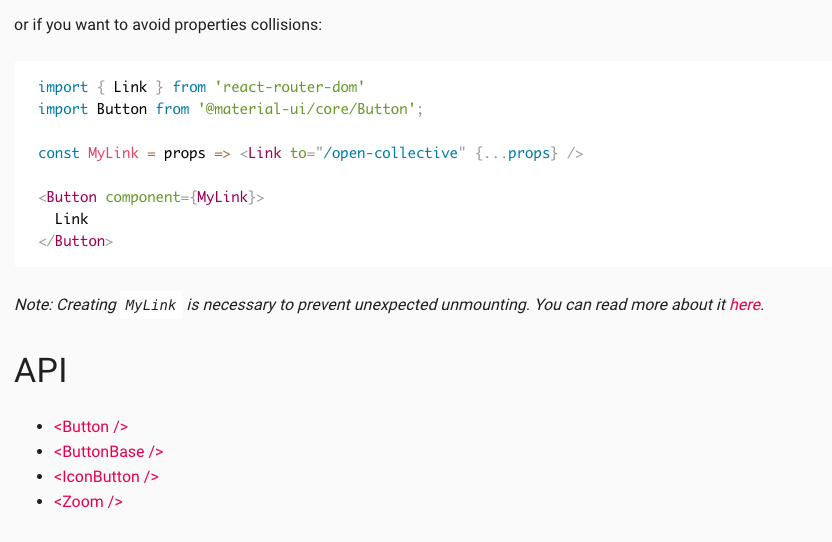 or if you want to avoid properties collisions:
import { Link } from 'react-router-dom'
import Button from '@material-ui/core/Button';
const MyLink = props => <Link to="/open-collective" {...props} />
<Button component={MyLink}>
Link
</Button>
Note: Creating MyLink is necessary to prevent unexpected unmounting. You can read more about it here.
API
• <Button />
• <ButtonBase />
• <IconButton />
• <Zoom />